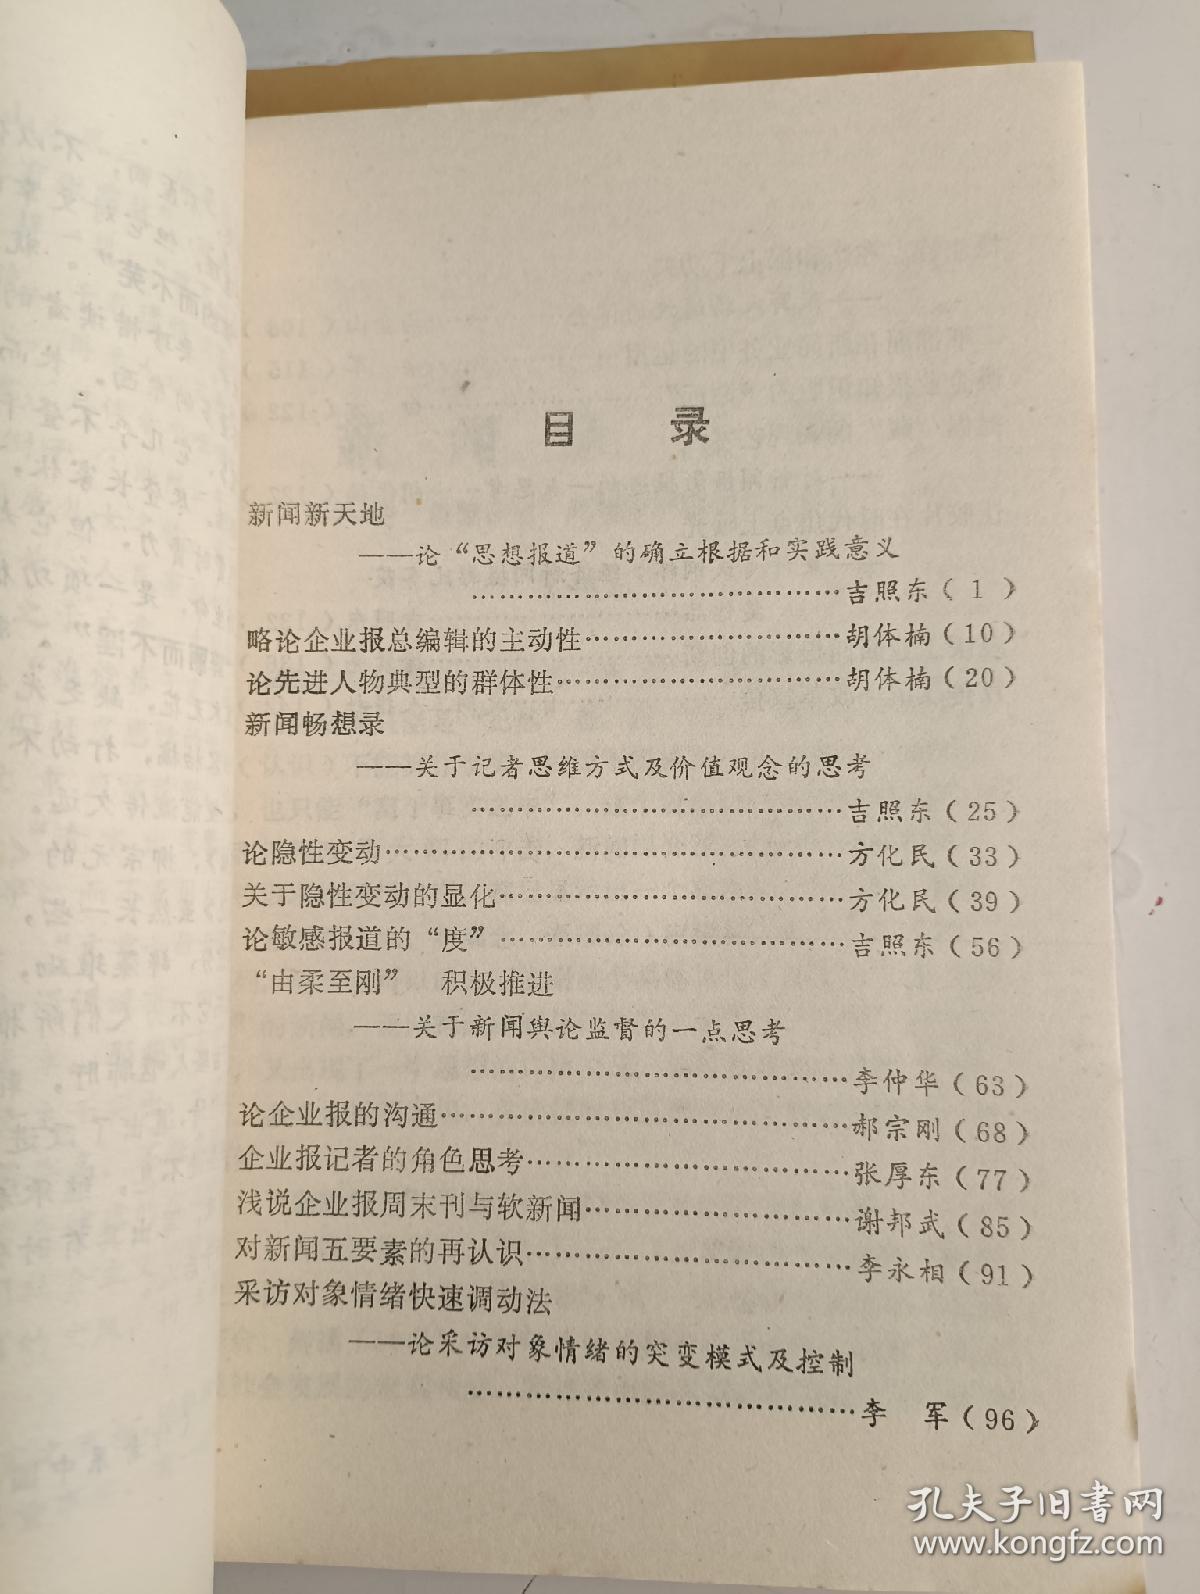 目 录
新闻新天地
——论“思想报道”的确立根据和实践意义
……………………………………吉照东（1）
略论企业报总编辑的主动性………………………胡体楠（10）
论先进人物典型的群体性…………………………胡体楠（20）
新闻畅想录
——关于记者思维方式及价值观念的思考
……………………………………吉照东（25）
论隐性变动……………………………………………方化民（33）
关于隐性变动的显化…………………………………方化民（39）
论敏感报道的“度”…………………………………吉照东（56）
“由柔至刚” 积极推进
——关于新闻舆论监督的一点思考
……………………………………李仲华（63）
论企业报的沟通………………………………………郝宗刚（68）
企业报记者的角色思考………………………………张厚东（77）
浅说企业报周末刊与软新闻…………………………谢邦武（85）
对新闻五要素的再认识………………………………李永相（91）
采访对象情绪快速调动法
——论采访对象情绪的突变模式及控制
……………………………………李 军（96）
孔夫子旧书网
www.kongfz.com